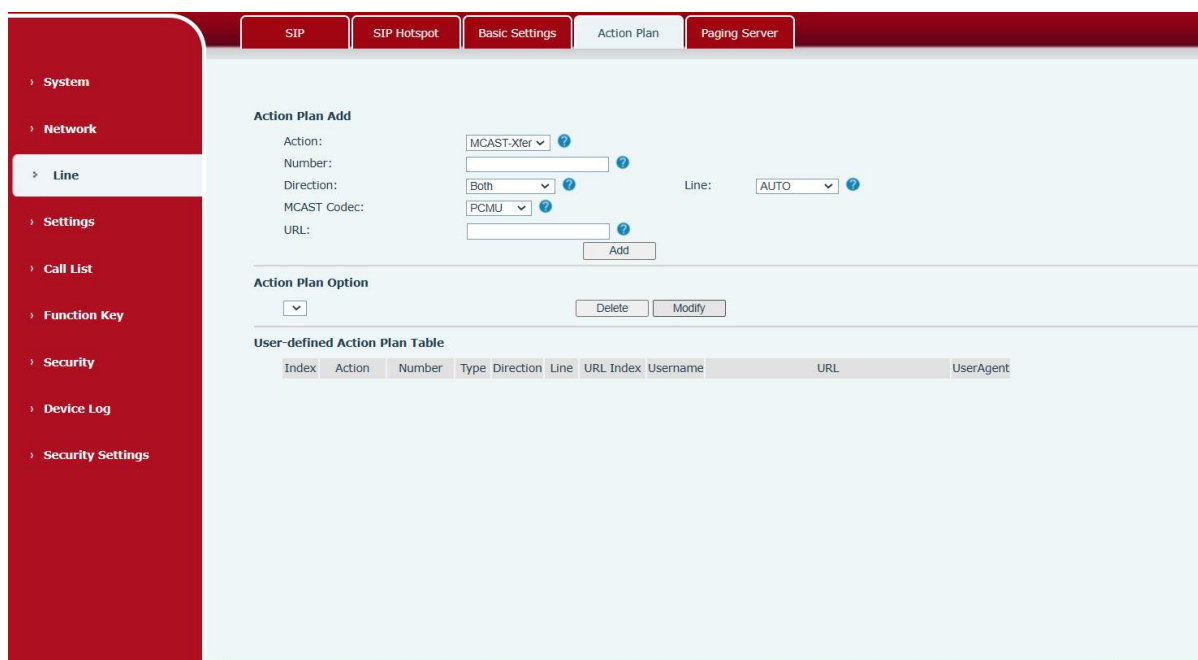 SIP SIP Hotspot Basic Settings Action Plan Paging Server
› System
› Network
› Line
› Settings
› Call List
› Function Key
› Security
› Device Log
› Security Settings
Action Plan Add
Action: MCAST-Xfer ?
Number: ?
Direction: Both ? Line: AUTO ?
MCAST Codec: PCMU ?
URL: ?
Add
Action Plan Option
Delete Modify
User-defined Action Plan Table
Index Action Number Type Direction Line URL Index Username URL UserAgent